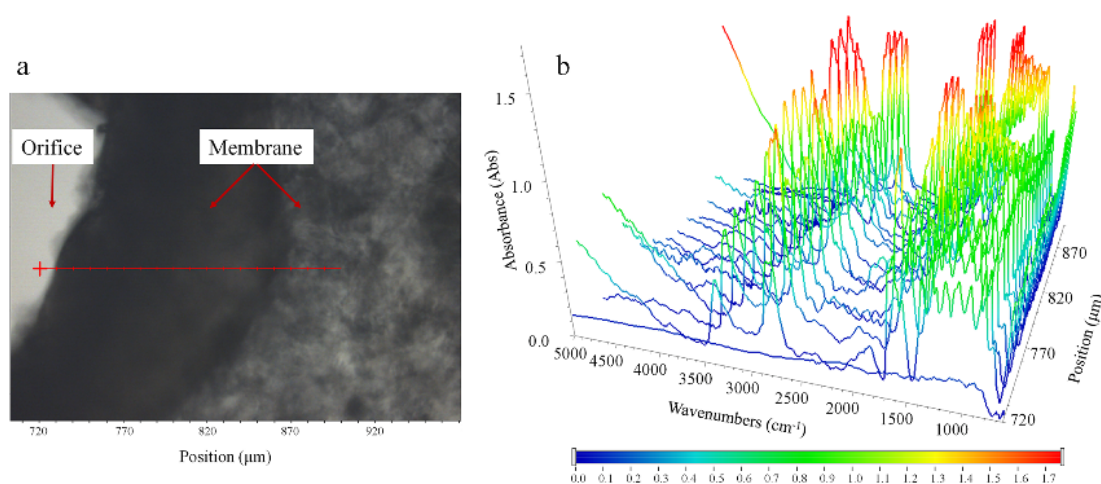 a
Orifice
Membrane
720 770 820 870 920
Position (μm)
b
Absorbance (Abs)
1.5
1.0
0.5
0.0
5000 4500 4000 3500 3000 2500 2000 1500 1000
Wavenumbers (cm⁻¹)
870
820
770
720
Position (μm)
0.0 0.1 0.2 0.3 0.4 0.5 0.6 0.7 0.8 0.9 1.0 1.1 1.2 1.3 1.4 1.5 1.6 1.7